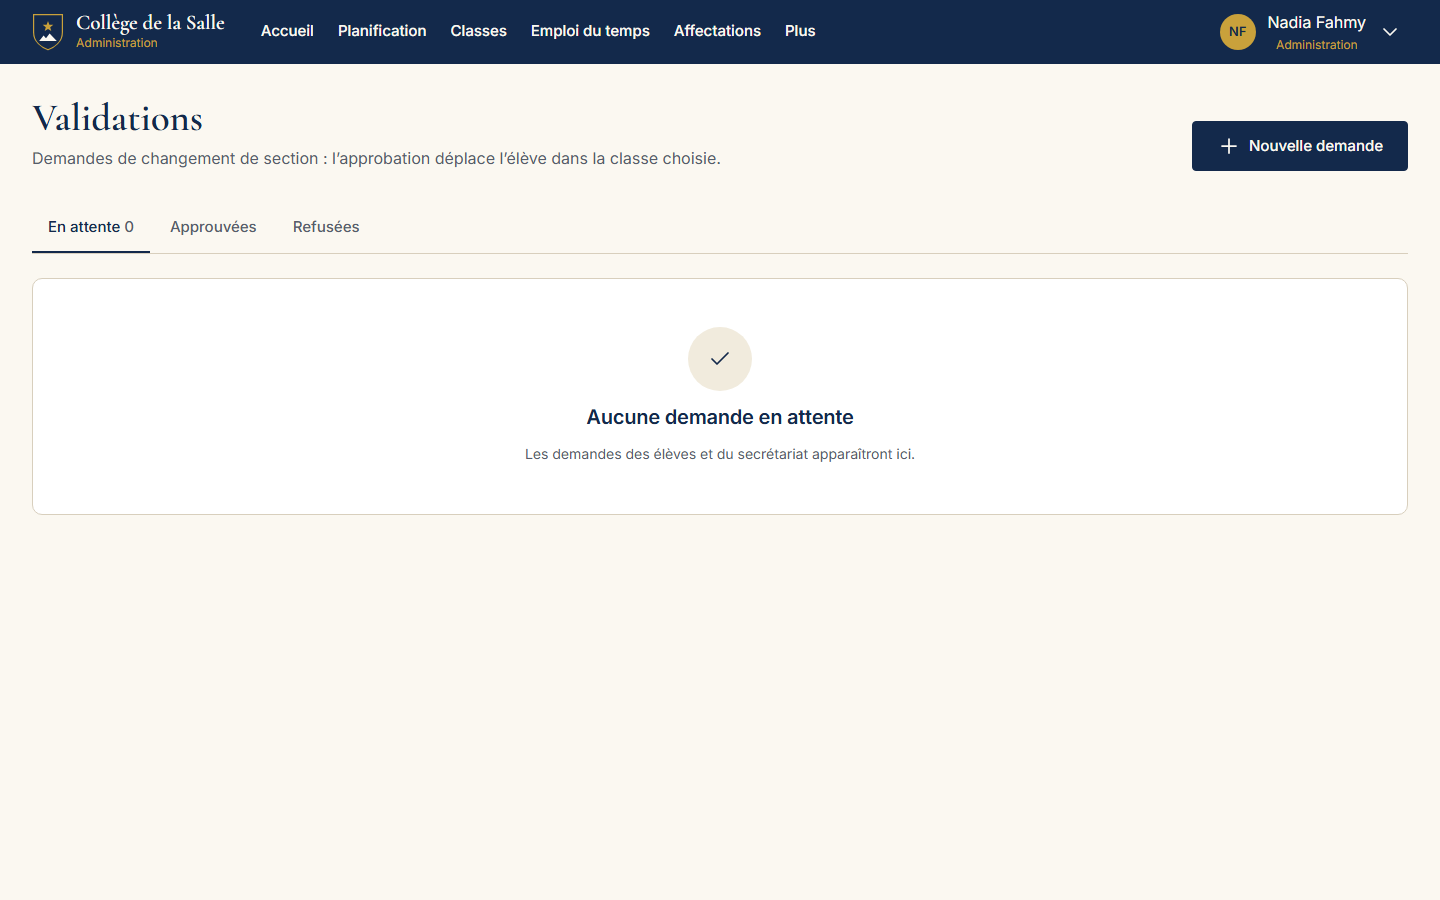 Collège de la Salle
Administration
Accueil
Planification
Classes
Emploi du temps
Affectations
Plus
NF
Nadia Fahmy
Administration
Validations
Demandes de changement de section : l’approbation déplace l’élève dans la classe choisie.
Nouvelle demande
En attente 0
Approuvées
Refusées
Aucune demande en attente
Les demandes des élèves et du secrétariat apparaîtront ici.